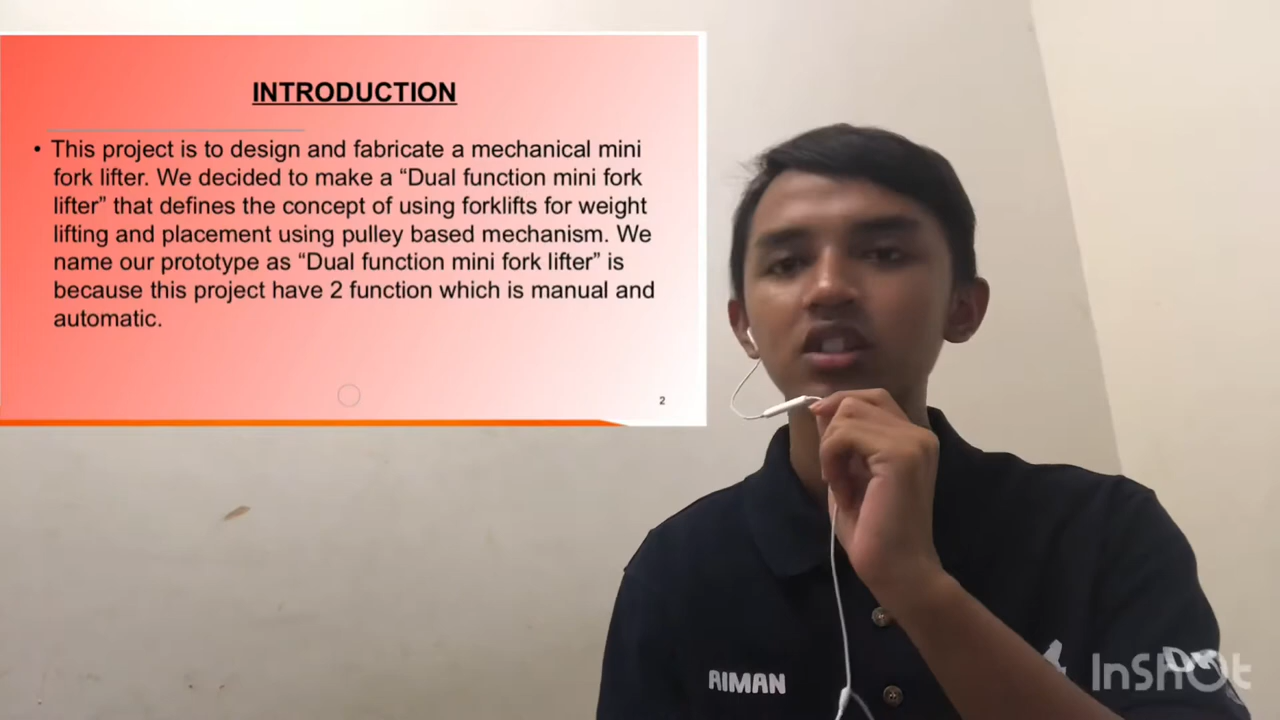 INTRODUCTION
• This project is to design and fabricate a mechanical mini
fork lifter. We decided to make a “Dual function mini fork
lifter” that defines the concept of using forklifts for weight
lifting and placement using pulley based mechanism. We
name our prototype as “Dual function mini fork lifter” is
because this project have 2 function which is manual and
automatic.
2
AIMAN
InShOt